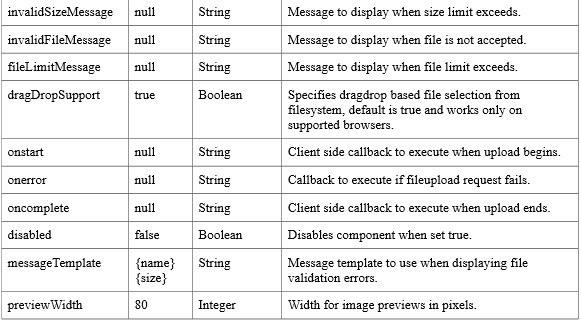 invalidSizeMessage null String Message to display when size limit exceeds.
invalidFileMessage null String Message to display when file is not accepted.
fileLimitMessage null String Message to display when file limit exceeds.
dragDropSupport true Boolean Specifies dragdrop based file selection from
filesystem, default is true and works only on
supported browsers.
onstart null String Client side callback to execute when upload begins.
onerror null String Callback to execute if fileupload request fails.
oncomplete null String Client side callback to execute when upload ends.
disabled false Boolean Disables component when set true.
messageTemplate {name} String Message template to use when displaying file
{size} validation errors.
previewWidth 80 Integer Width for image previews in pixels.